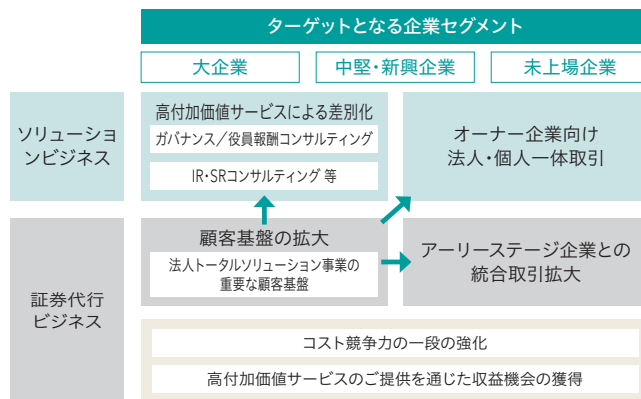 ターゲットとなる企業セグメント
大企業
中堅・新興企業
未上場企業
ソリューショ
ンビジネス
高付加価値サービスによる差別化
ガバナンス／役員報酬コンサルティング
IR・SRコンサルティング 等
オーナー企業向け
法人・個人一体取引
証券代行
ビジネス
顧客基盤の拡大
法人トータルソリューション事業の
重要な顧客基盤
アーリーステージ企業との
統合取引拡大
コスト競争力の一段の強化
高付加価値サービスのご提供を通じた収益機会の獲得